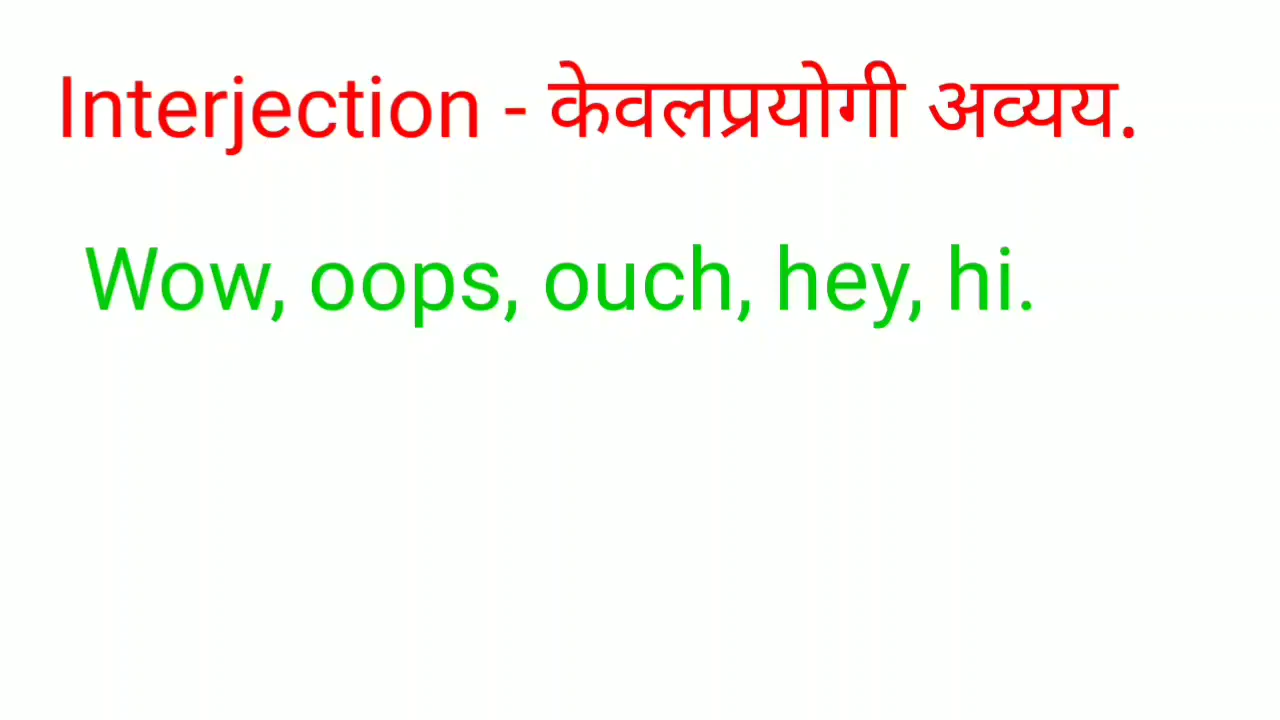 Interjection - केवलप्रयोगी अव्यय.
Wow, oops, ouch, hey, hi.